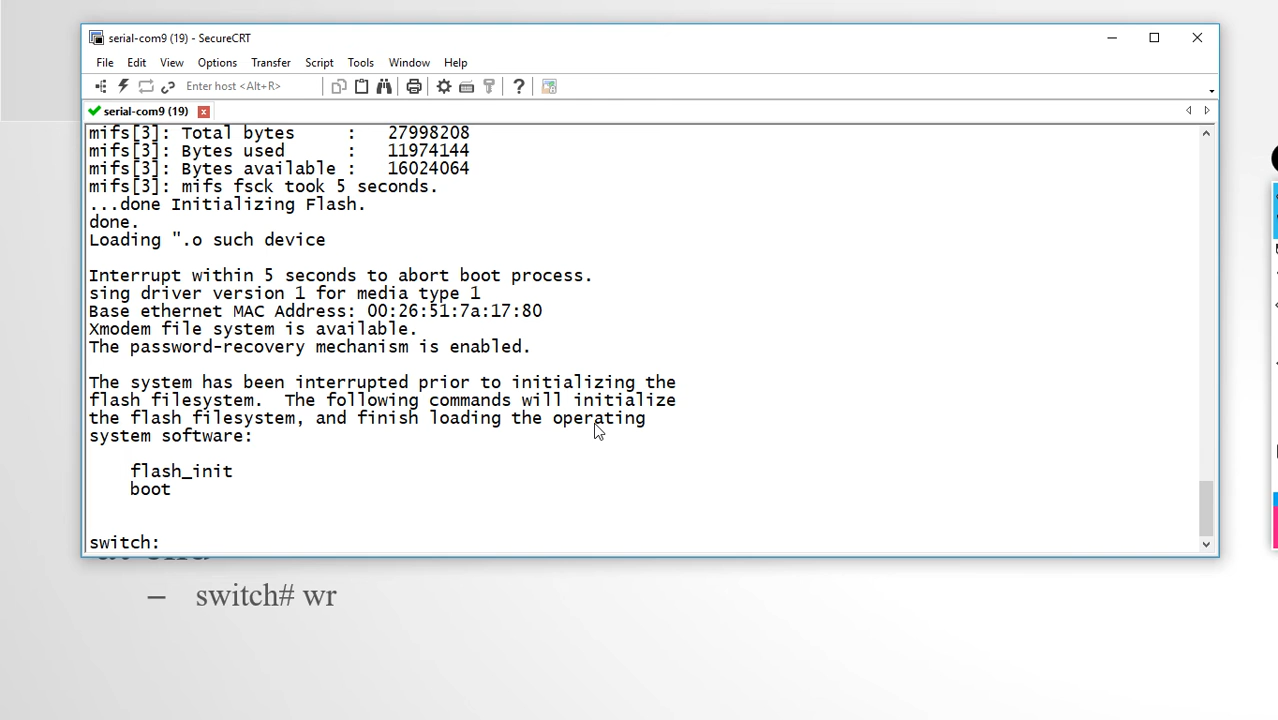 serial-com9 (19) - SecureCRT
File Edit View Options Transfer Script Tools Window Help
Enter host <Alt+R>
serial-com9 (19)
mifs[3]: Total bytes     :   27998208
mifs[3]: Bytes used      :   11974144
mifs[3]: Bytes available :   16024064
mifs[3]: mifs fsck took 5 seconds.
...done Initializing Flash.
done.
Loading ".o such device
Interrupt within 5 seconds to abort boot process.
sing driver version 1 for media type 1
Base ethernet MAC Address: 00:26:51:7a:17:80
Xmodem file system is available.
The password-recovery mechanism is enabled.
The system has been interrupted prior to initializing the
flash filesystem.  The following commands will initialize
the flash filesystem, and finish loading the operating
system software:
flash_init
boot
switch:
– switch# wr